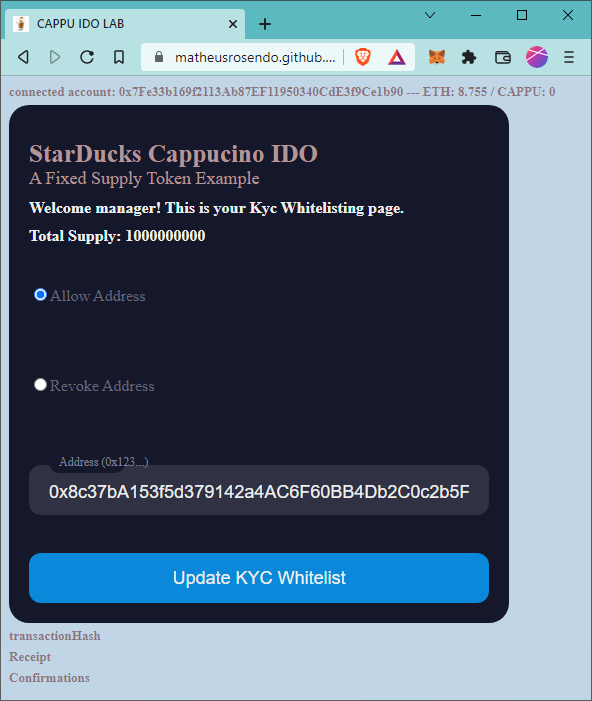 CAPPU IDO LAB
matheusrosendo.github....
connected account: 0x7Fe33b169f2113Ab87EF11950340CdE3f9Ce1b90 --- ETH: 8.755 / CAPPU: 0
StarDucks Cappucino IDO
A Fixed Supply Token Example
Welcome manager! This is your Kyc Whitelisting page.
Total Supply: 1000000000
Allow Address
Revoke Address
Address (0x123...)
0x8c37bA153f5d379142a4AC6F60BB4Db2C0c2b5F
Update KYC Whitelist
transactionHash
Receipt
Confirmations